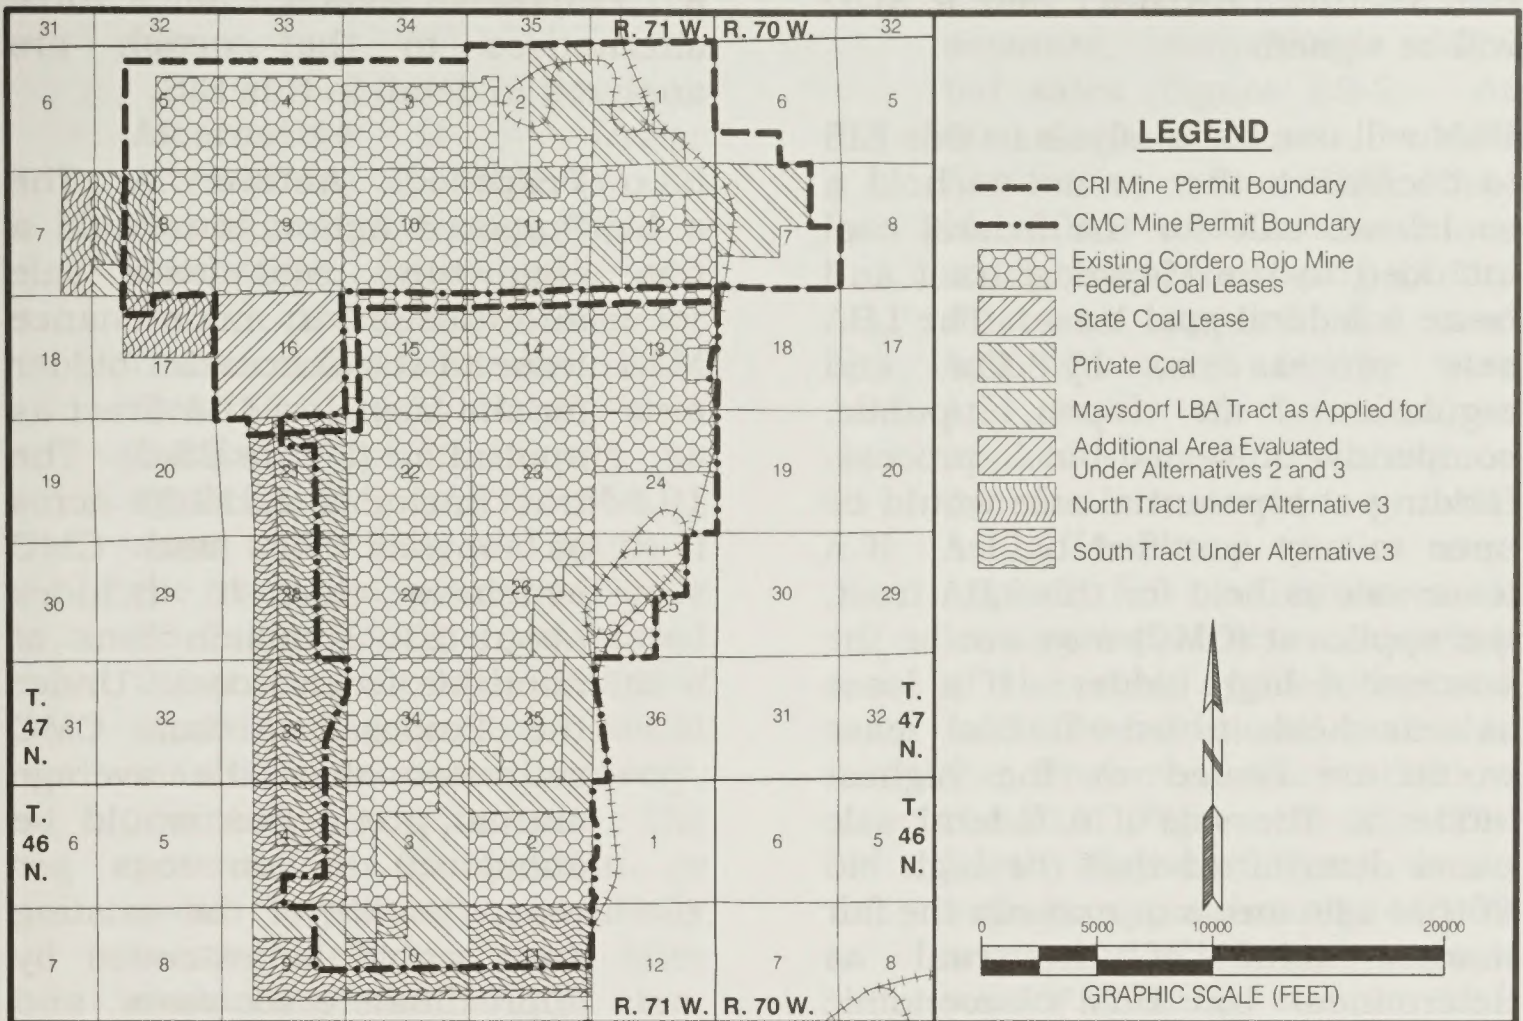 31 32 33 34 35 R. 71 W. R. 70 W. 32
6 5 4 3 2 1 6 5
7 8 9 10 11 12 7 8
18 17 16 15 14 13 18 17
19 20 21 22 23 24 19 20
30 29 28 27 26 25 30 29
T. 47 N. 31 32 33 34 35 36 31 T. 47 N. 32
T. 46 N. 6 5 4 3 2 1 6 T. 46 N. 5
7 8 9 10 12 7 8
R. 71 W. R. 70 W.
LEGEND
CRI Mine Permit Boundary
CMC Mine Permit Boundary
Existing Cordero Rojo Mine
Federal Coal Leases
State Coal Lease
Private Coal
Maysdorf LBA Tract as Applied for
Additional Area Evaluated
Under Alternatives 2 and 3
North Tract Under Alternative 3
South Tract Under Alternative 3
N
0 5000 10000 20000
GRAPHIC SCALE (FEET)